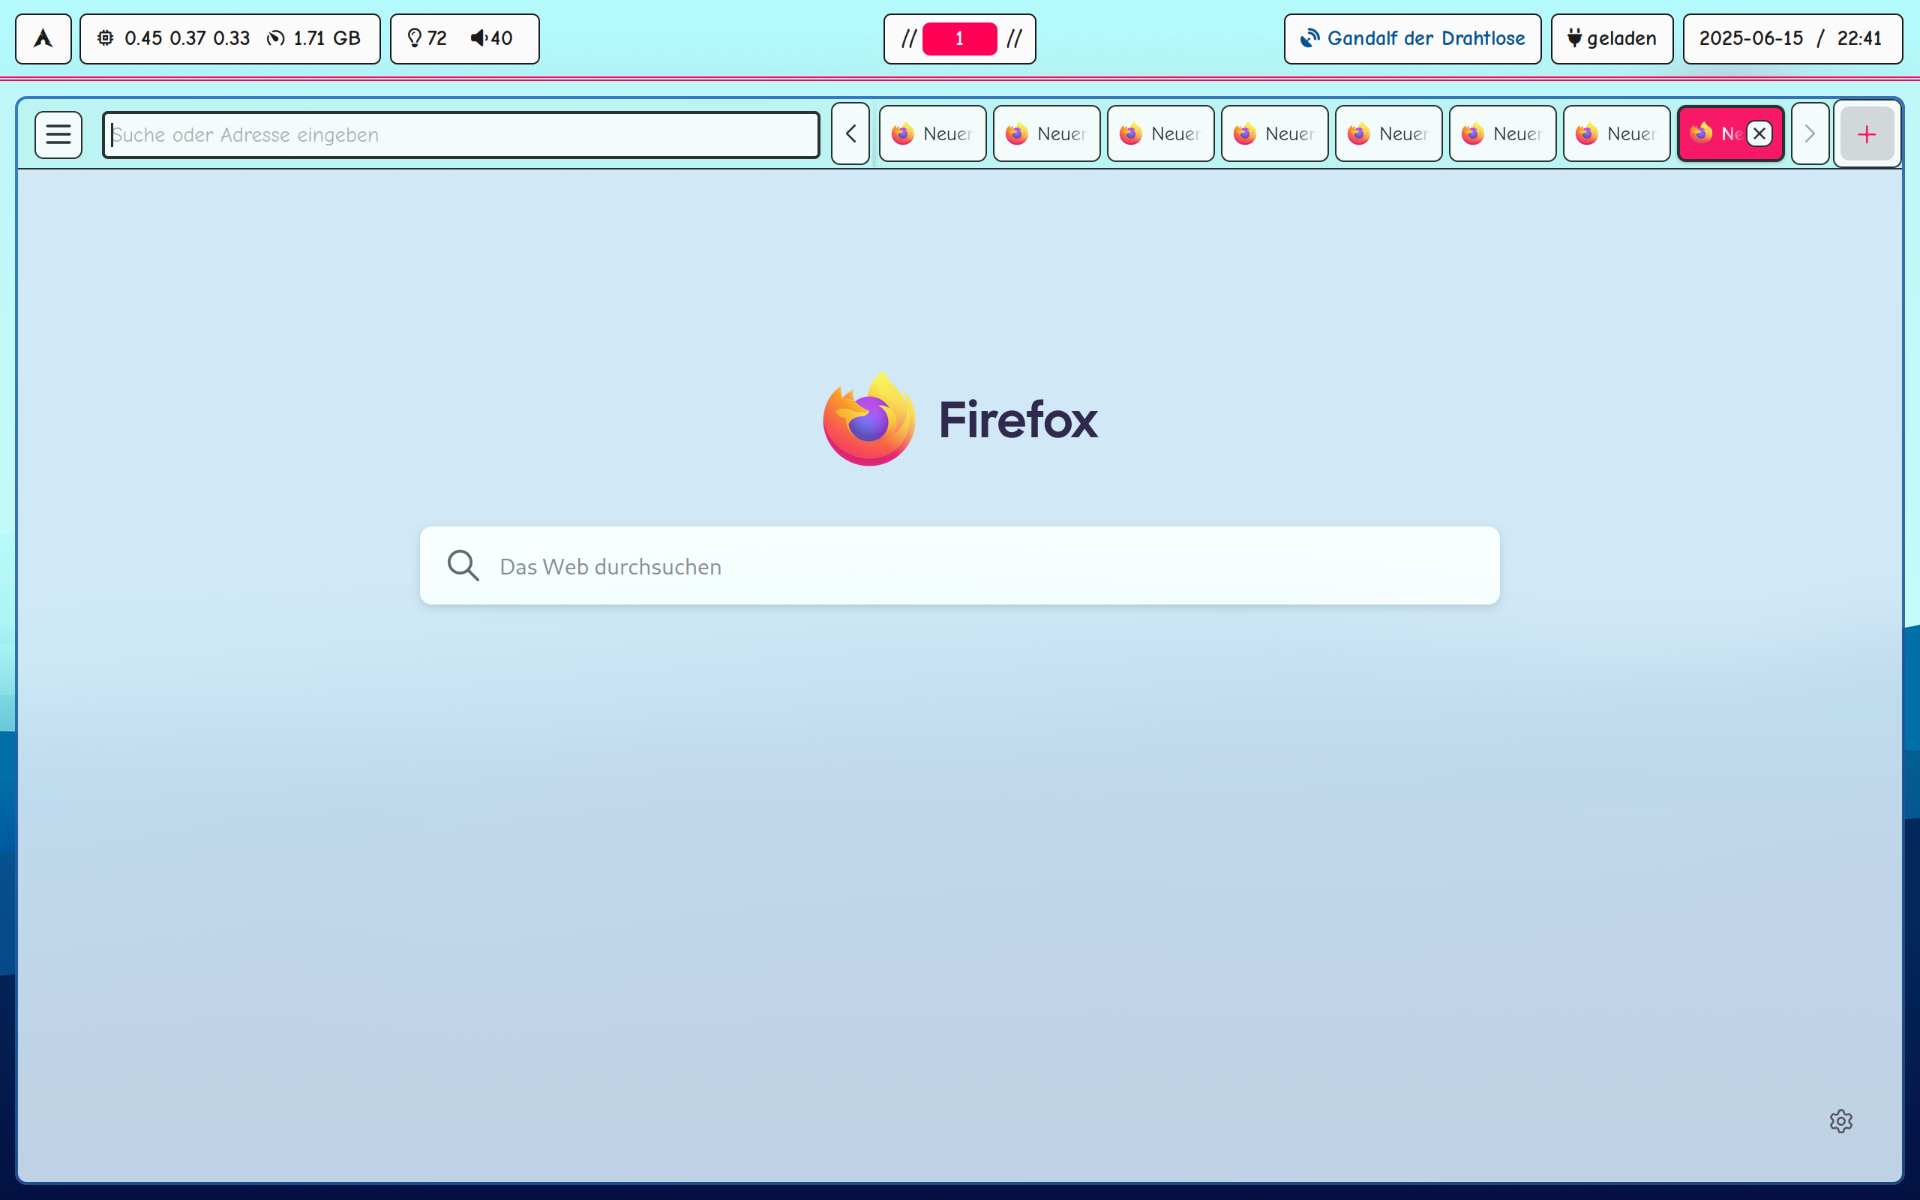 0.45 0.37 0.33 1.71 GB
72 40
// 1 //
Gandalf der Drahtlose
geladen
2025-06-15 / 22:41
Suche oder Adresse eingeben
Neuer Neuer Neuer Neuer Neuer Neuer Neuer Ne
Firefox
Das Web durchsuchen